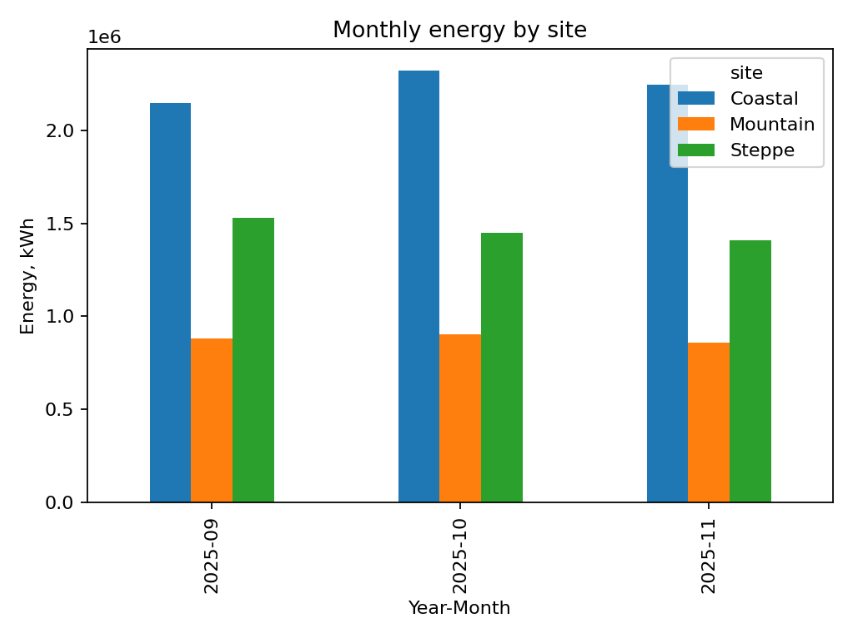 Monthly energy by site
1e6
site
Coastal
Mountain
Steppe
2.0
1.5
1.0
0.5
0.0
Energy, kWh
2025-09
2025-10
2025-11
Year-Month